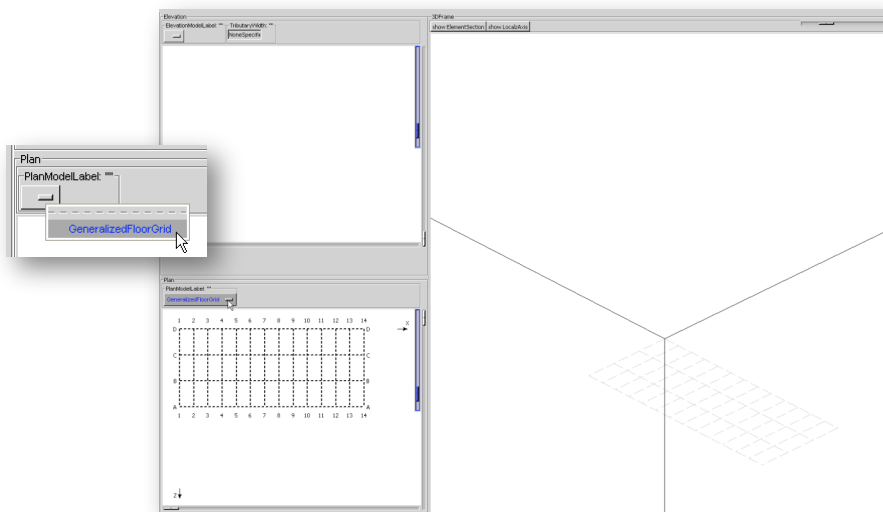 Elevation
ElevationModelLabel: "" TributaryWidth: ""
NoneSpecifi
3DFrame
show ElementSection show LocalzAxis
Plan
PlanModelLabel: ""
GeneralizedFloorGrid
Plan
PlanModelLabel: ""
GeneralizedFloorGrid
1 2 3 4 5 6 7 8 9 10 11 12 13 14
D D
X
C C
B B
A A
1 2 3 4 5 6 7 8 9 10 11 12 13 14
Z